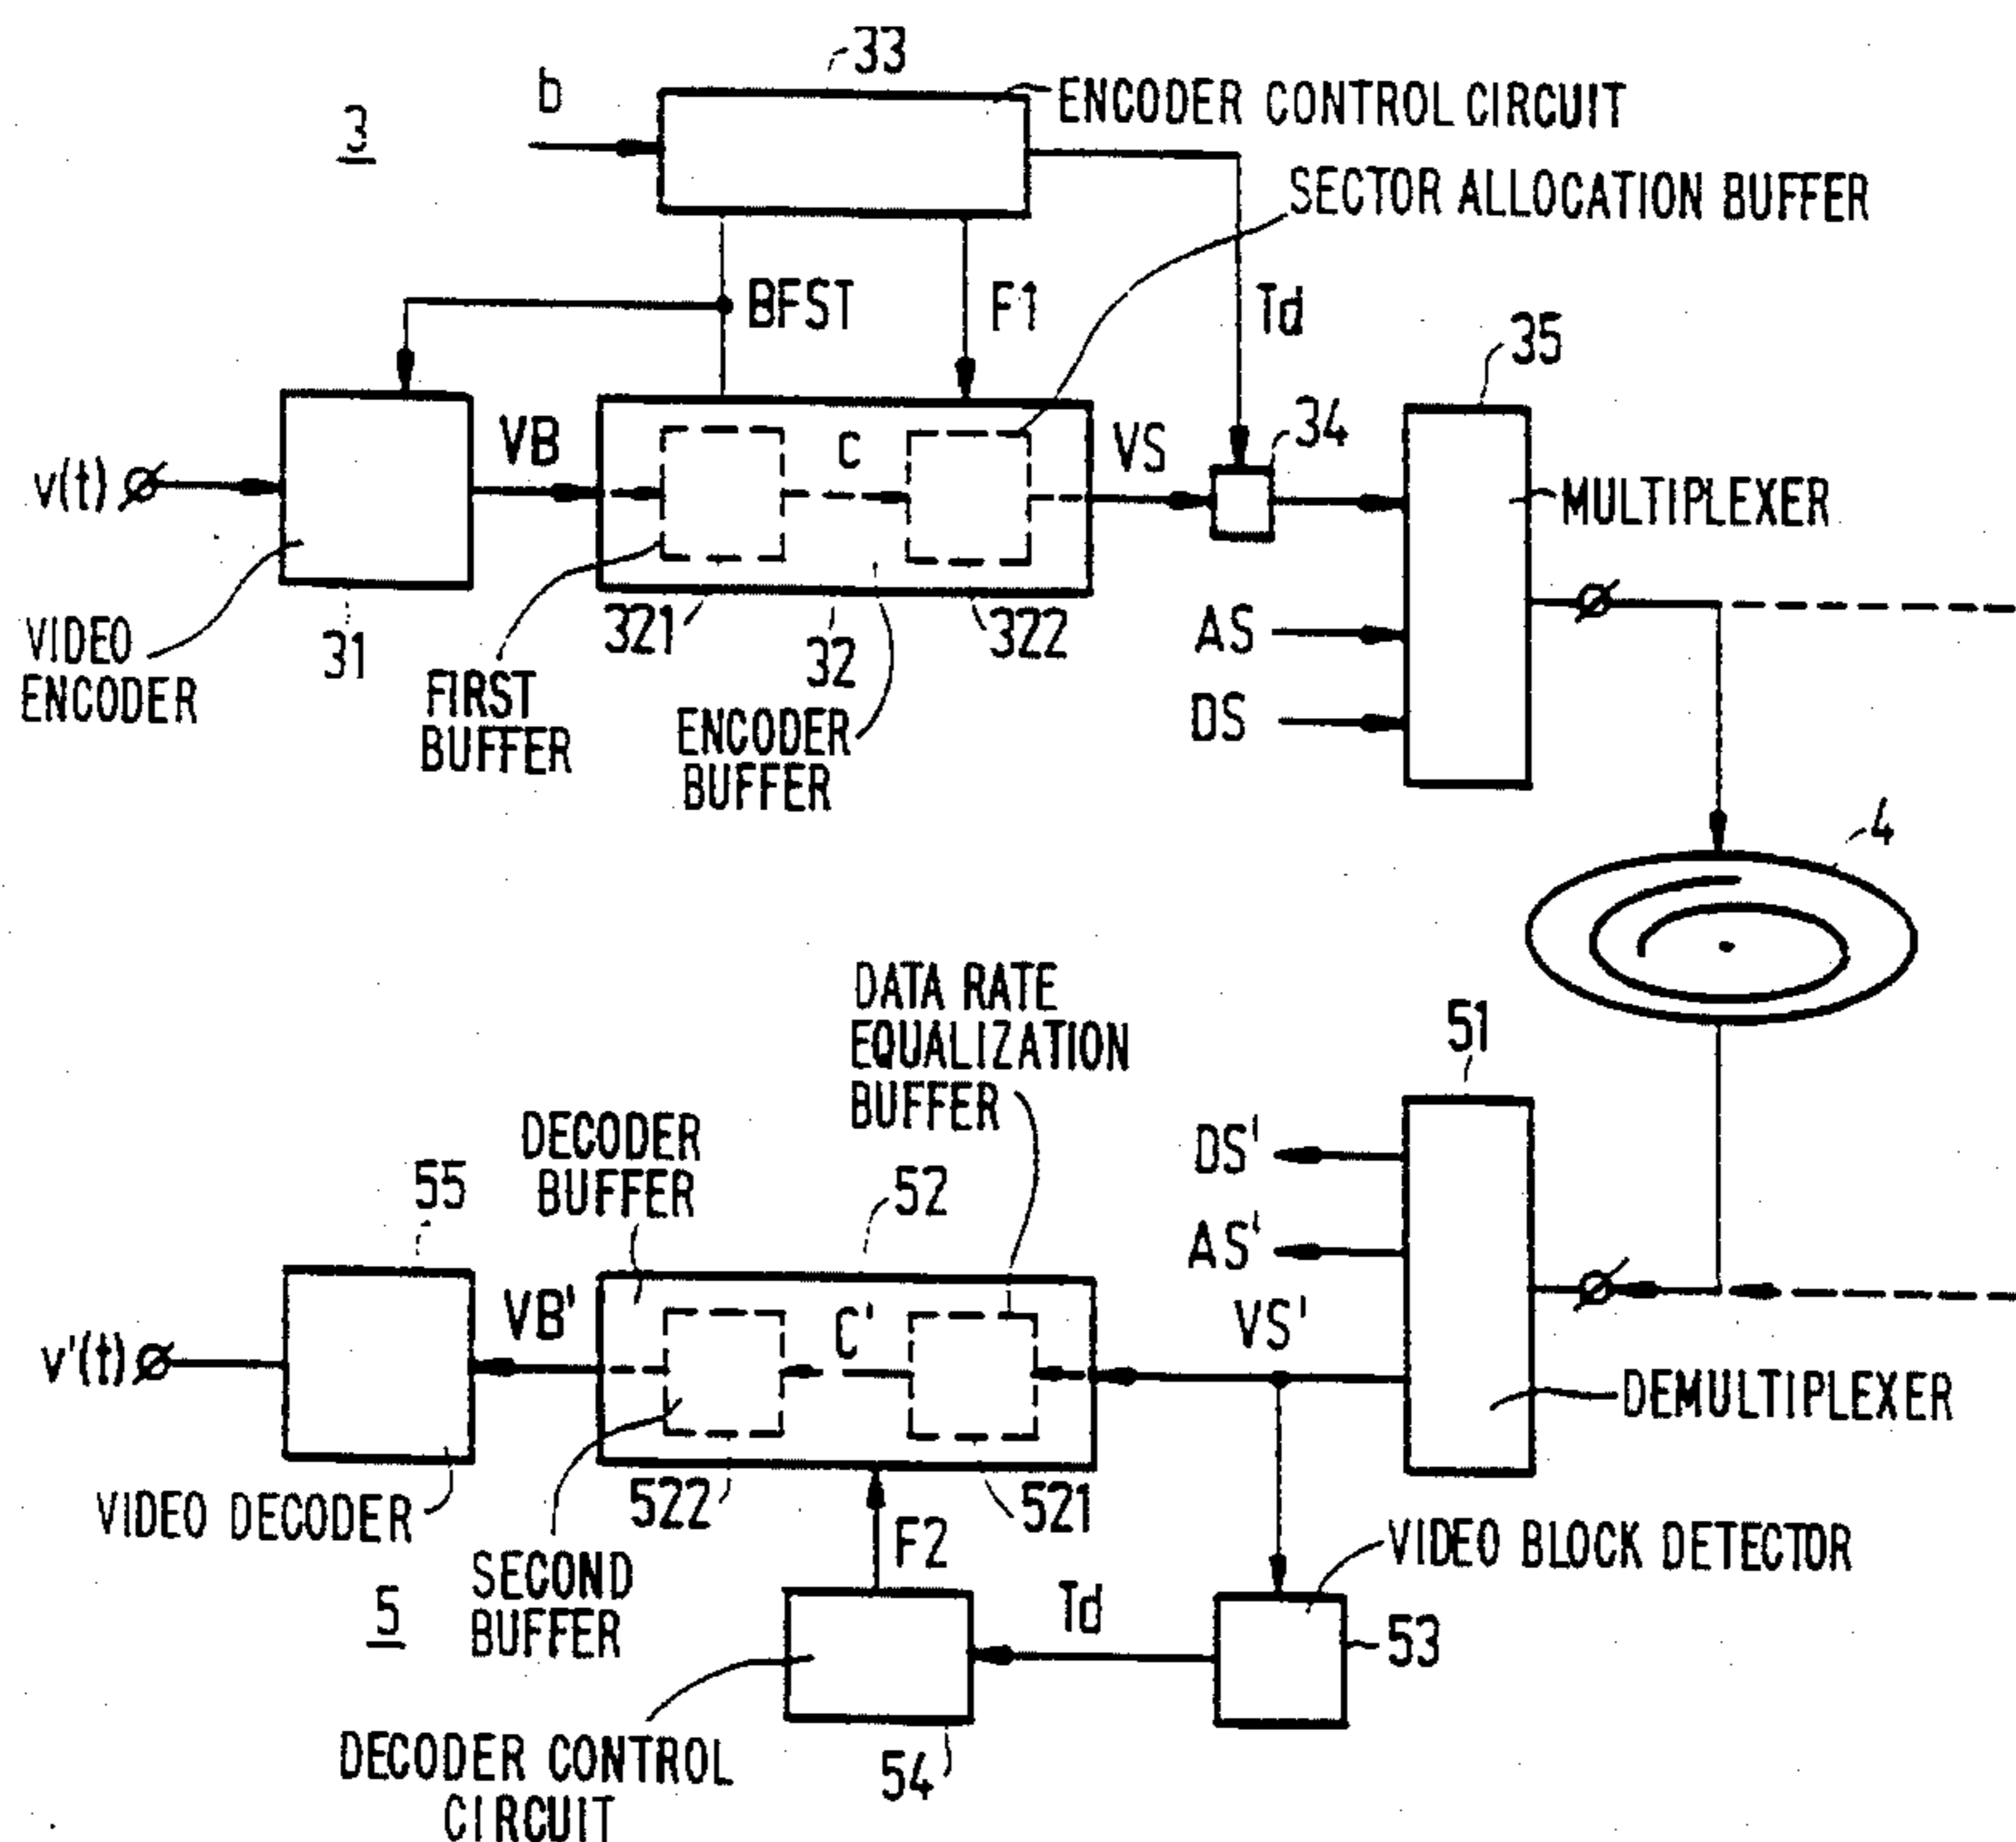 33
b
ENCODER CONTROL CIRCUIT
3
SECTOR ALLOCATION BUFFER
BFST
F1
Td
35
34
VB
C
VS
v(t)
MULTIPLEXER
321
32
322
AS
VIDEO
ENCODER
31
FIRST
BUFFER
ENCODER
BUFFER
DS
4
DATA RATE
EQUALIZATION
BUFFER
51
DECODER
BUFFER
DS'
55
52
AS'
VB'
C'
VS'
v'(t)
DEMULTIPLEXER
VIDEO DECODER
522
521
F2
VIDEO BLOCK DETECTOR
SECOND
BUFFER
5
Td
53
DECODER CONTROL
CIRCUIT
54